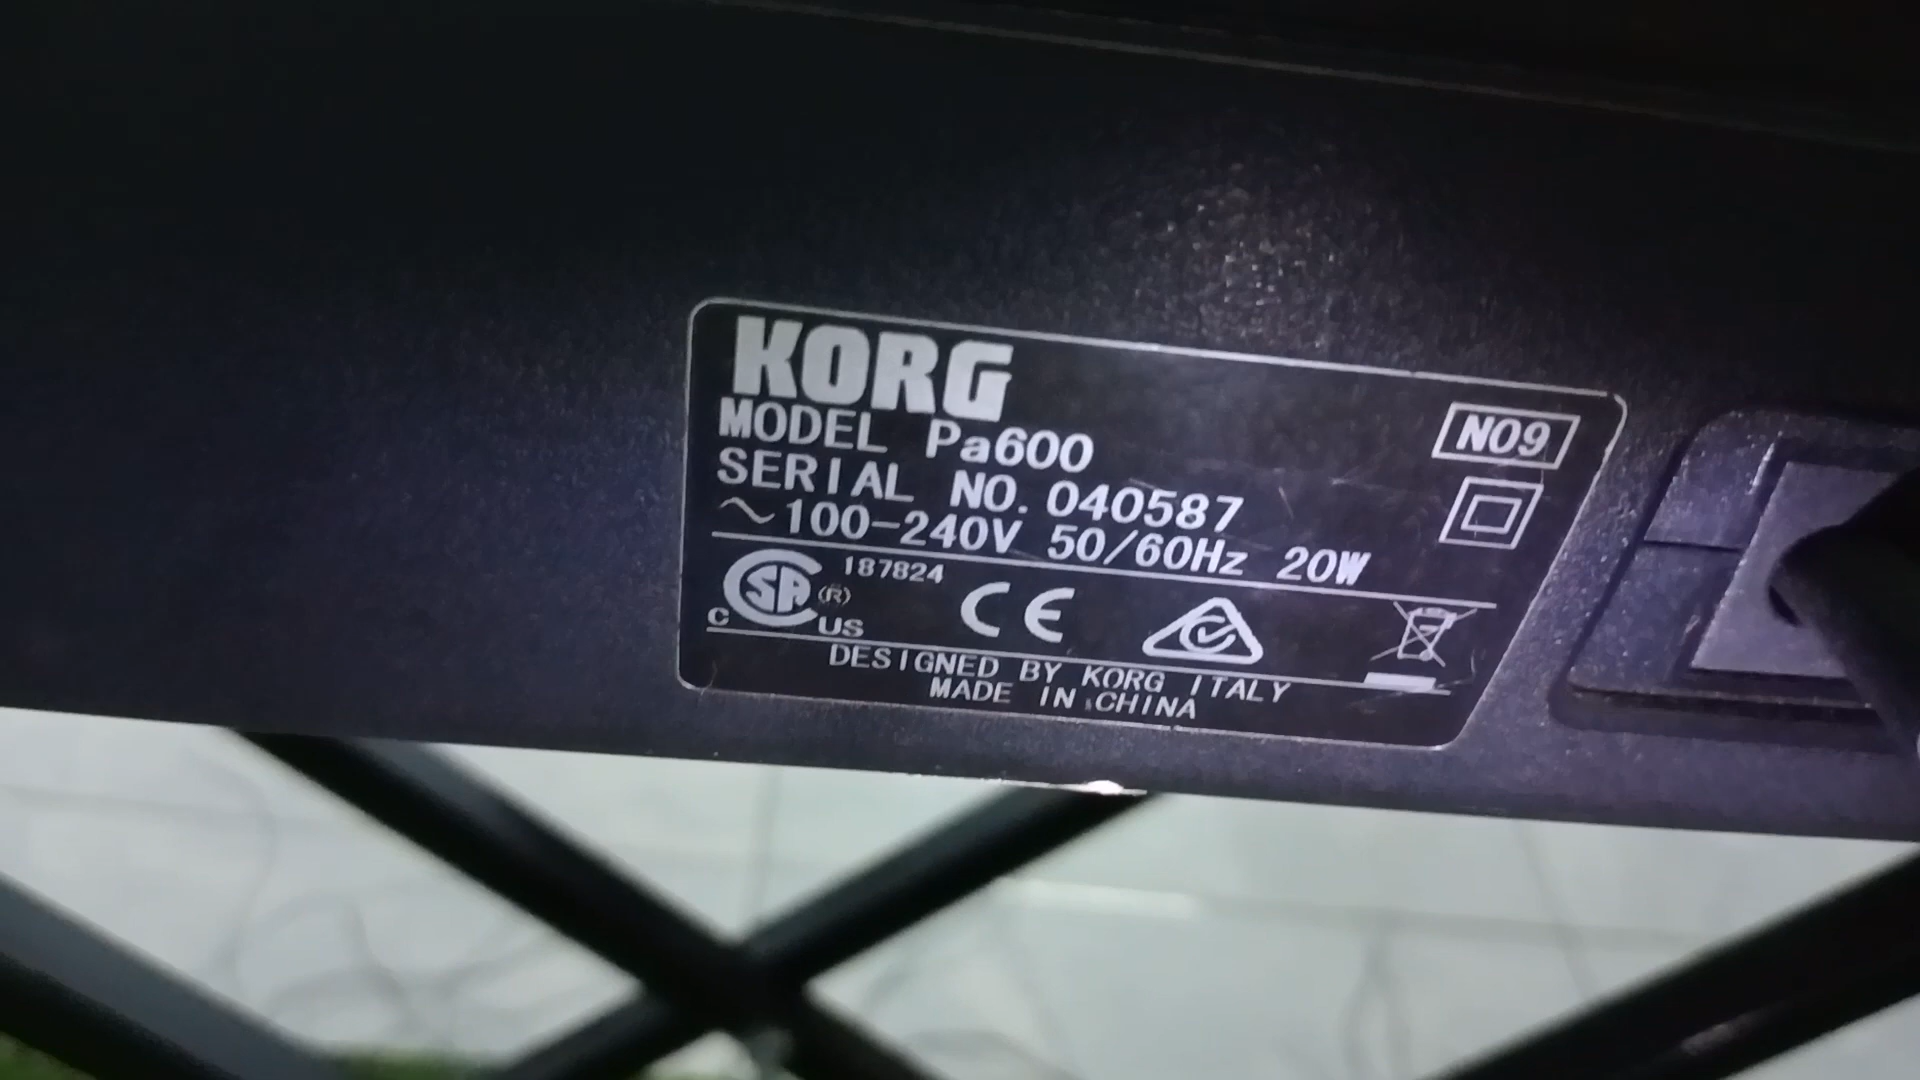 KORG
MODEL Pa600
N09
SERIAL NO. 040587
~100-240V 50/60Hz 20W
187824
CSA (R)
C US
CE
DESIGNED BY KORG ITALY
MADE IN CHINA